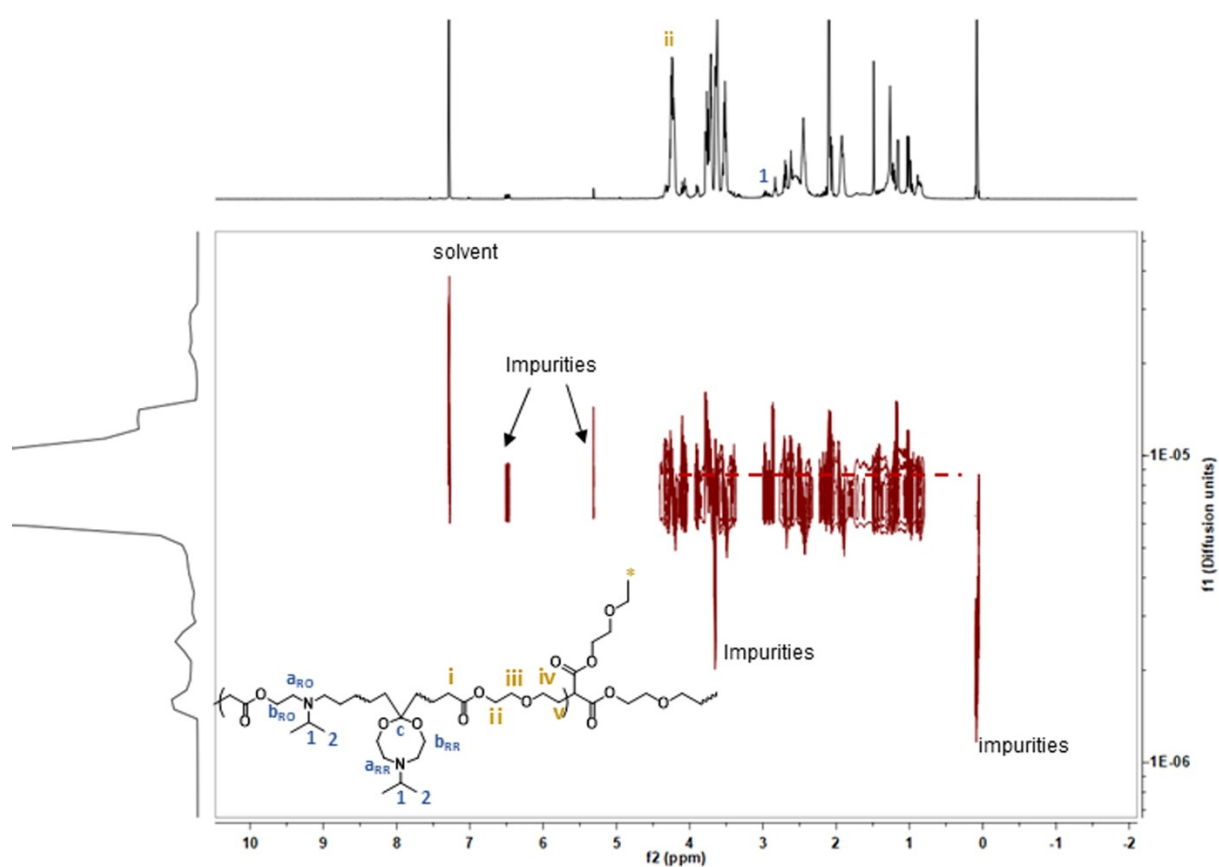 ii
1
solvent
Impurities
1E-05
f1 (Diffusion units)
*
O
Impurities
O O
O O
a_RO i iii iv
O N O O O
O b_RO O O ii O v O
1 2 c b_RR
a_RR N
1 2
impurities
1E-06
10 9 8 7 6 5 4 3 2 1 0 -1 -2
f2 (ppm)